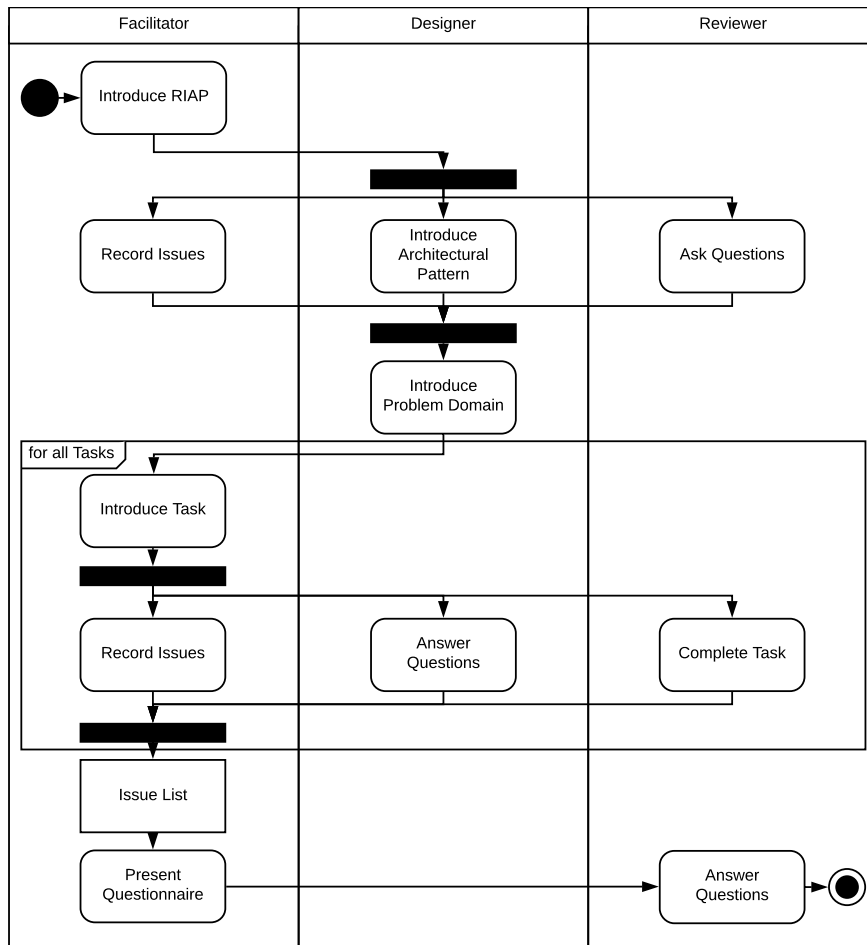 Facilitator
Designer
Reviewer
Introduce RIAP
Record Issues
Introduce
Architectural
Pattern
Ask Questions
Introduce
Problem Domain
for all Tasks
Introduce Task
Record Issues
Answer
Questions
Complete Task
Issue List
Present
Questionnaire
Answer
Questions